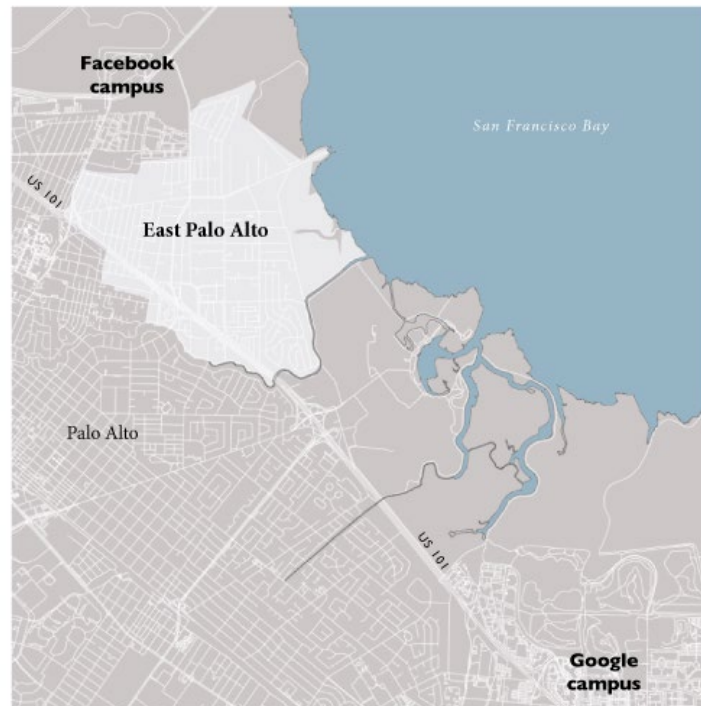 Facebook
campus
San Francisco Bay
US 101
East Palo Alto
Palo Alto
US 101
Google
campus